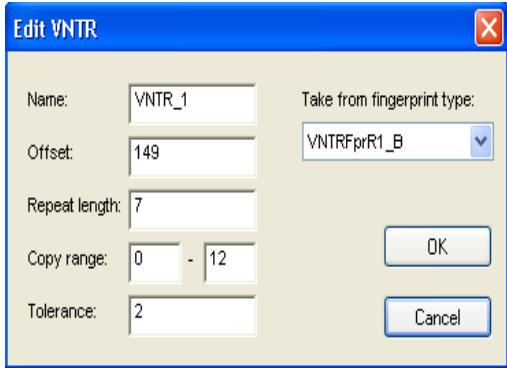 Edit VNTR
Name: VNTR_1
Offset: 149
Repeat length: 7
Copy range: 0 - 12
Tolerance: 2
Take from fingerprint type:
VNTRFprR1_B
OK
Cancel